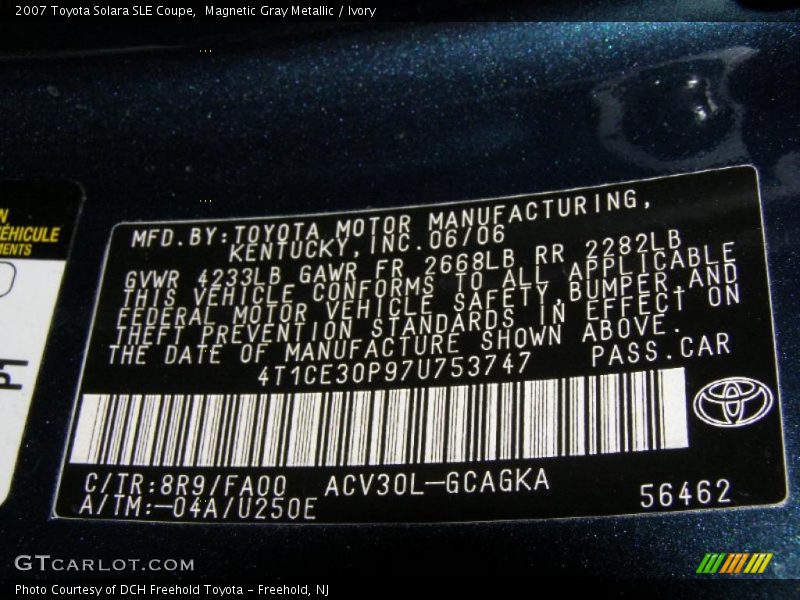 2007 Toyota Solara SLE Coupe,  Magnetic Gray Metallic / Ivory
N
ÉHICULE
MENTS
MFD.BY:TOYOTA MOTOR MANUFACTURING,
KENTUCKY,INC.06/06
GVWR 4233LB GAWR FR 2668LB RR 2282LB
THIS VEHICLE CONFORMS TO ALL APPLICABLE
FEDERAL MOTOR VEHICLE SAFETY,BUMPER,AND
THEFT PREVENTION STANDARDS IN EFFECT ON
THE DATE OF MANUFACTURE SHOWN ABOVE.
4T1CE30P97U753747 PASS.CAR
C/TR:8R9/FA00 ACV30L-GCAGKA
A/TM:-04A/U250E 56462
GTCARLOT.COM
Photo Courtesy of DCH Freehold Toyota - Freehold, NJ